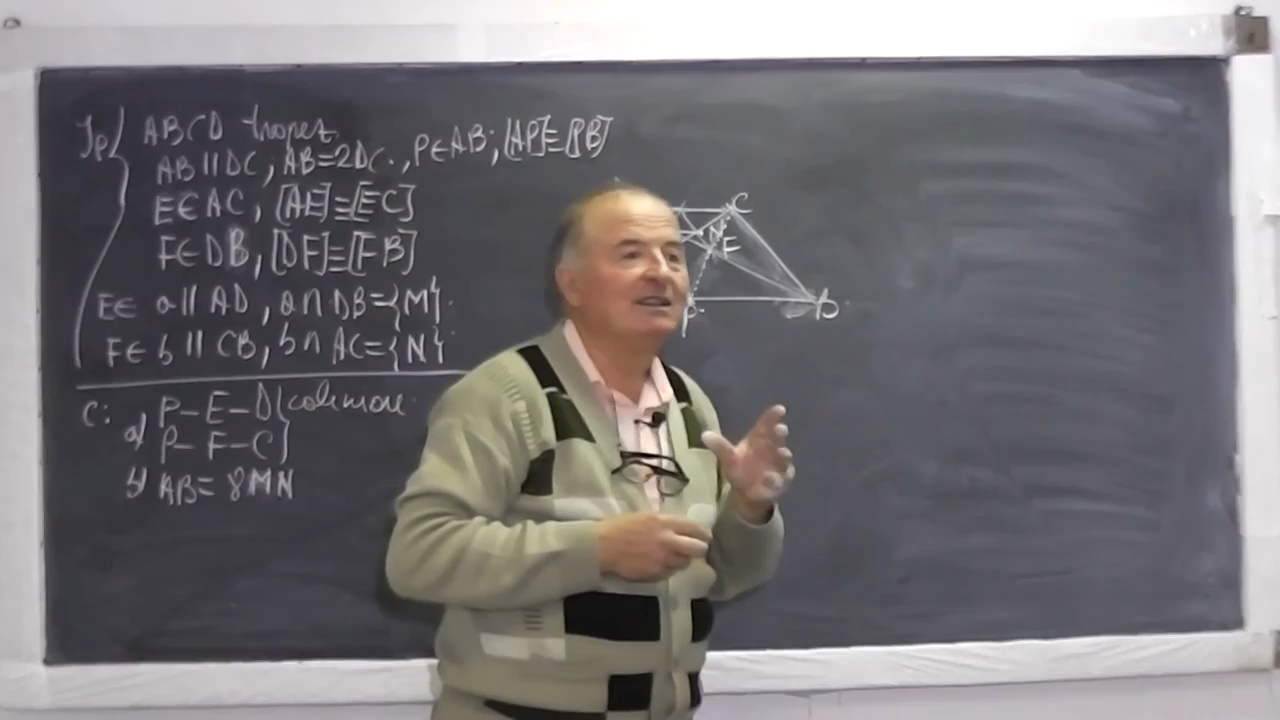 Ip ABCD trapez
AB || DC ; AB=2DC. , P∈AB; [AP]≡[PB]
E∈AC, [AE]≡[EC]
F∈DB, [DF]≡[FB]
E∈ a || AD , a∩DB={M}.
F∈ b || CB, b∩ AC={N}
C: a) P-E-D coliniare
P- F-C
b) AB= 8MN
C
N
F
P
B